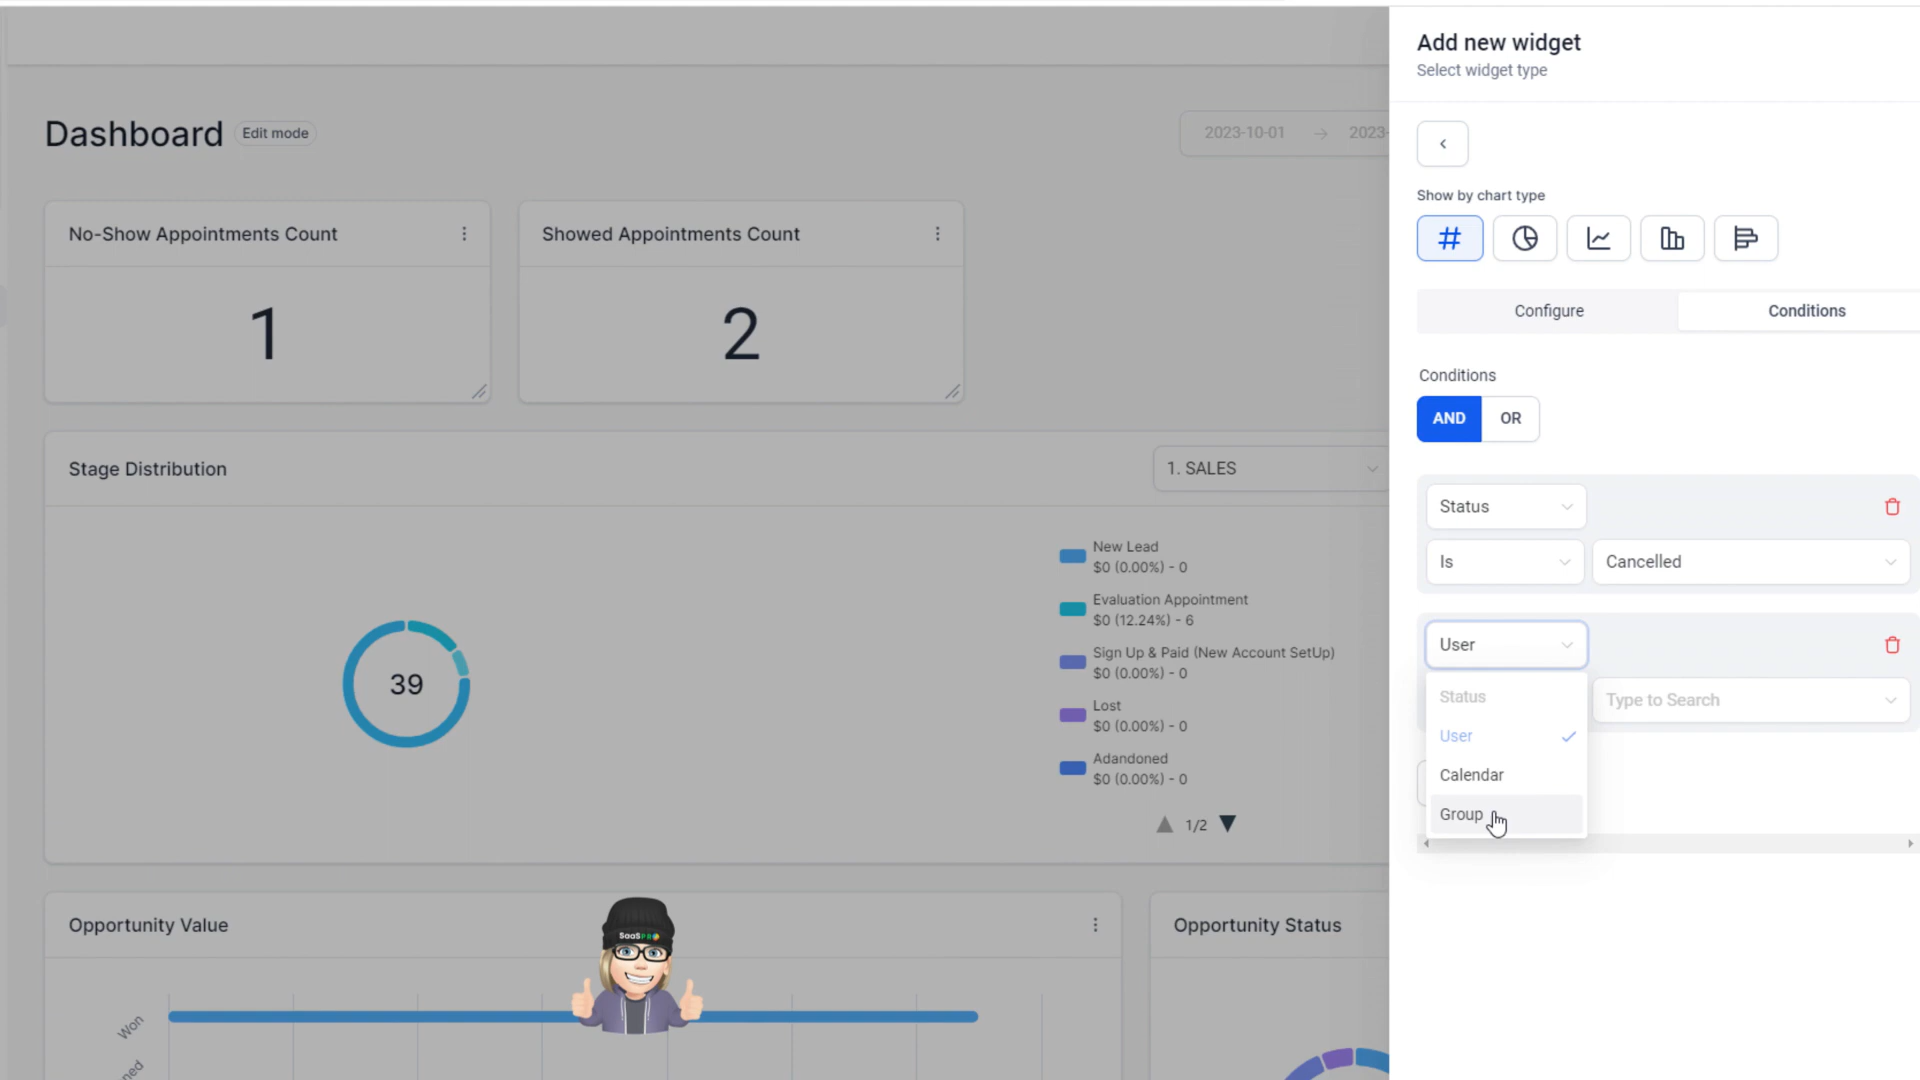 Add new widget
Select widget type
Dashboard
Edit mode
2023-10-01
2023-
Show by chart type
No-Show Appointments Count
Showed Appointments Count
1
2
Configure
Conditions
Conditions
AND
OR
Stage Distribution
1. SALES
Status
Is
Cancelled
New Lead
$0 (0.00%) - 0
Evaluation Appointment
$0 (12.24%) - 6
Sign Up & Paid (New Account SetUp)
$0 (0.00%) - 0
Lost
$0 (0.00%) - 0
Adandoned
$0 (0.00%) - 0
1/2
39
User
Type to Search
Status
User
Calendar
Group
Opportunity Value
Opportunity Status
SaaSPRO
Won
ned